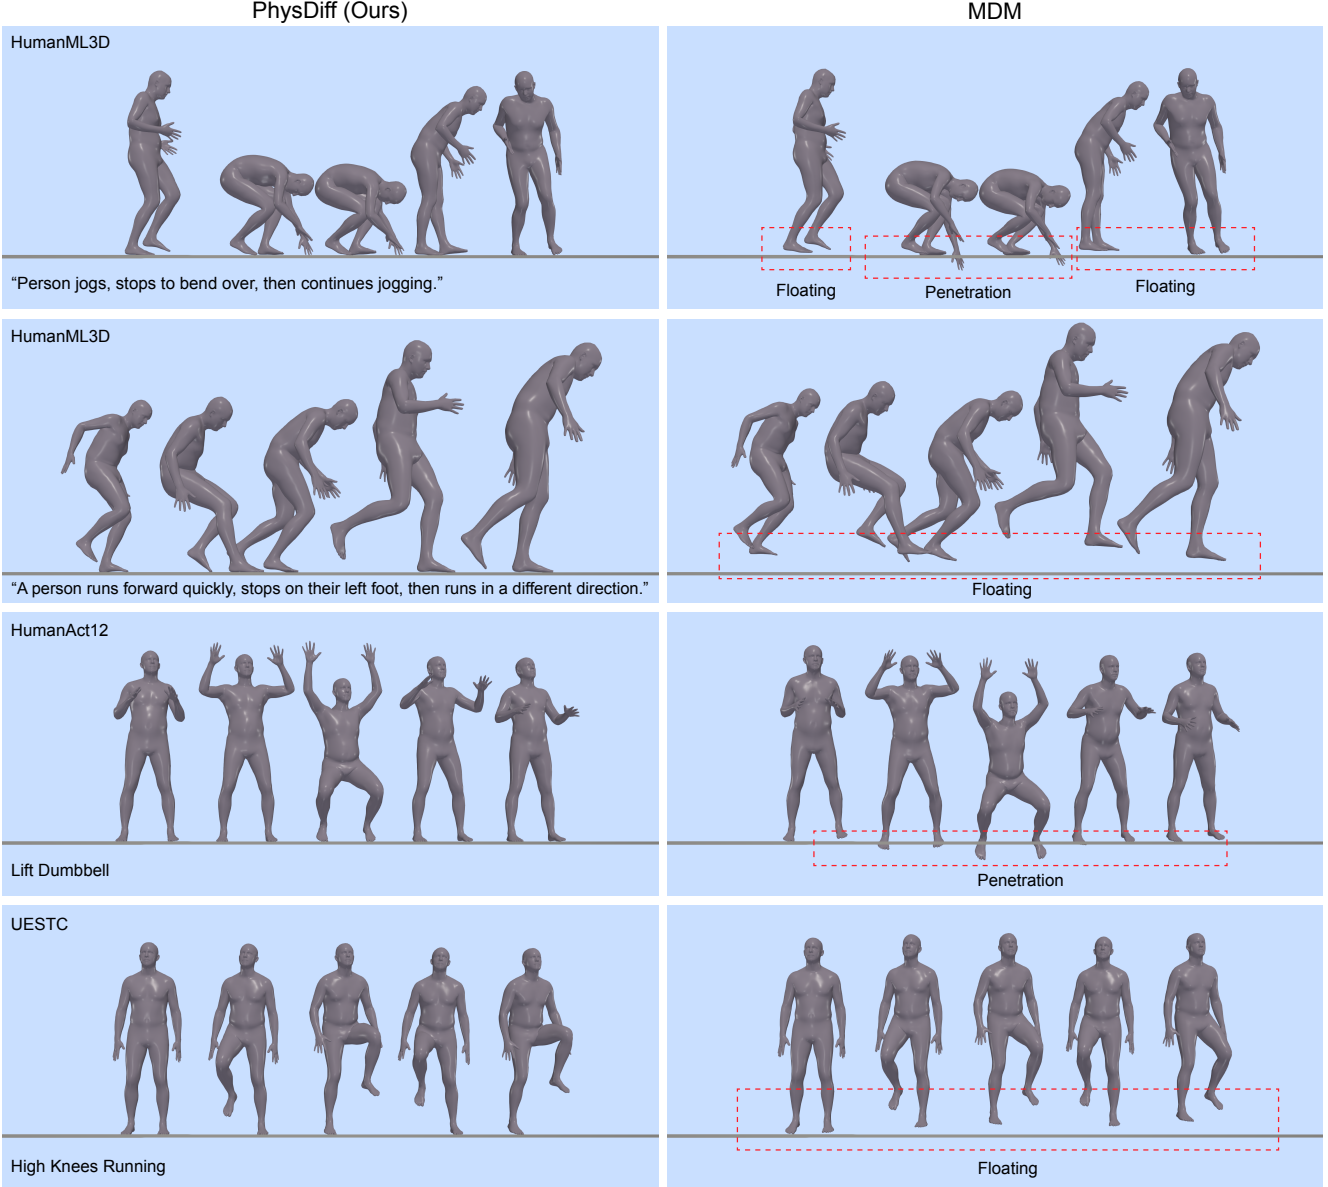 PhysDiff (Ours)
MDM
HumanML3D
“Person jogs, stops to bend over, then continues jogging.”
Floating
Penetration
Floating
HumanML3D
“A person runs forward quickly, stops on their left foot, then runs in a different direction.”
Floating
HumanAct12
Lift Dumbbell
Penetration
UESTC
High Knees Running
Floating